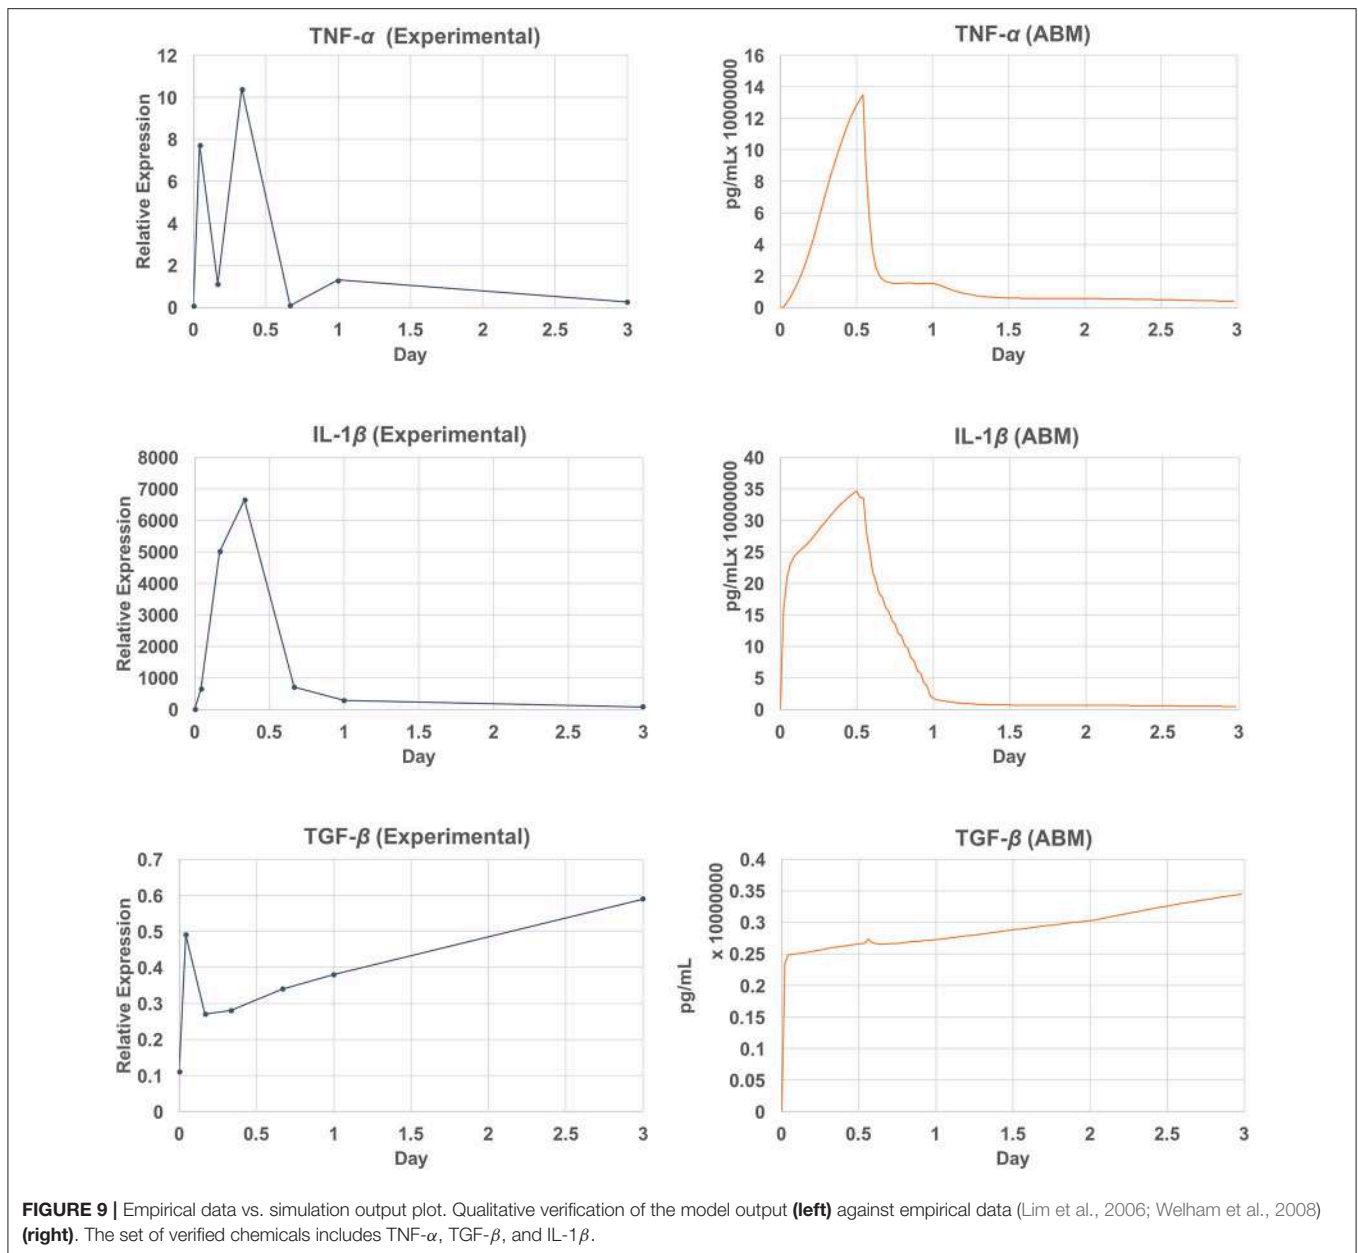 TNF-α (Experimental)
12
10
8
6
4
2
0
Relative Expression
0 0.5 1 1.5 2 2.5 3
Day
TNF-α (ABM)
16
14
12
10
8
6
4
2
0
pg/mLx 10000000
0 0.5 1 1.5 2 2.5 3
Day
IL-1β (Experimental)
8000
7000
6000
5000
4000
3000
2000
1000
0
Relative Expression
0 0.5 1 1.5 2 2.5 3
Day
IL-1β (ABM)
40
35
30
25
20
15
10
5
0
pg/mLx 10000000
0 0.5 1 1.5 2 2.5 3
Day
TGF-β (Experimental)
0.7
0.6
0.5
0.4
0.3
0.2
0.1
0
Relative Expression
0 0.5 1 1.5 2 2.5 3
Day
TGF-β (ABM)
0.4
0.35
0.3
0.25
0.2
0.15
0.1
0.05
0
pg/mL
x 10000000
0 0.5 1 1.5 2 2.5 3
Day
FIGURE 9 | Empirical data vs. simulation output plot. Qualitative verification of the model output (left) against empirical data (Lim et al., 2006; Welham et al., 2008)
(right). The set of verified chemicals includes TNF-α, TGF-β, and IL-1β.